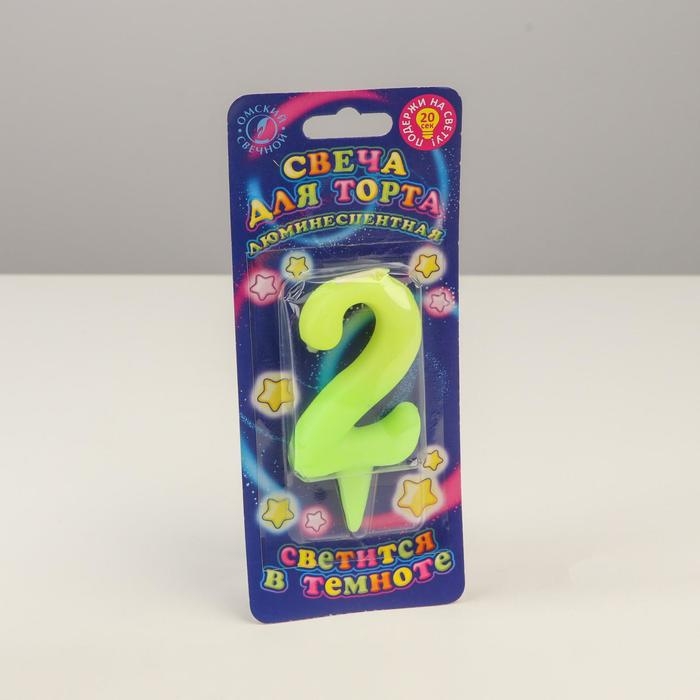 ОМСКИЙ
СВЕЧНОЙ
ПОДЕРЖИ НА СВЕТУ!
20
сек
СВЕЧА
ДЛЯ ТОРТА
ЛЮМИНЕСЦЕНТНАЯ
2
СВЕТИТСЯ
В ТЕМНОТЕ